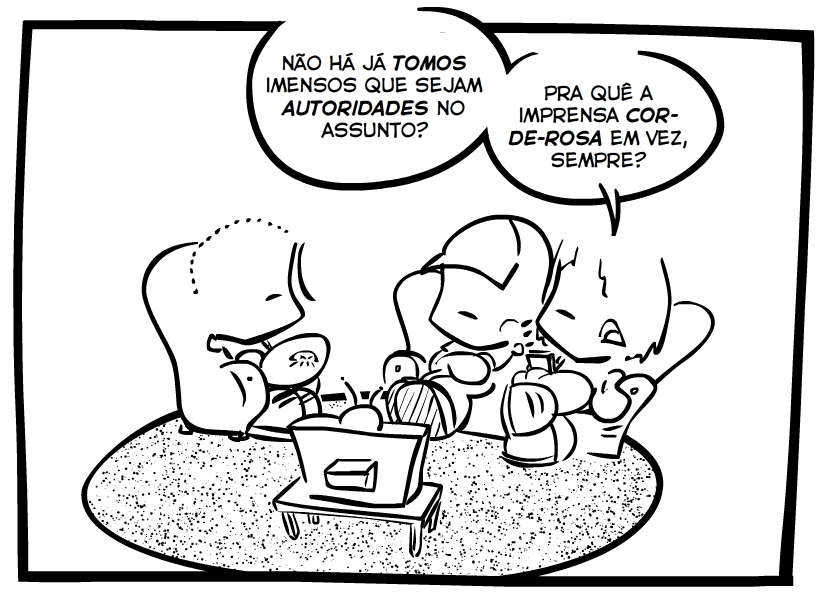 NÃO HÁ JÁ TOMOS
IMENSOS QUE SEJAM
AUTORIDADES NO
ASSUNTO?
PRA QUÊ A
IMPRENSA COR-
DE-ROSA EM VEZ,
SEMPRE?